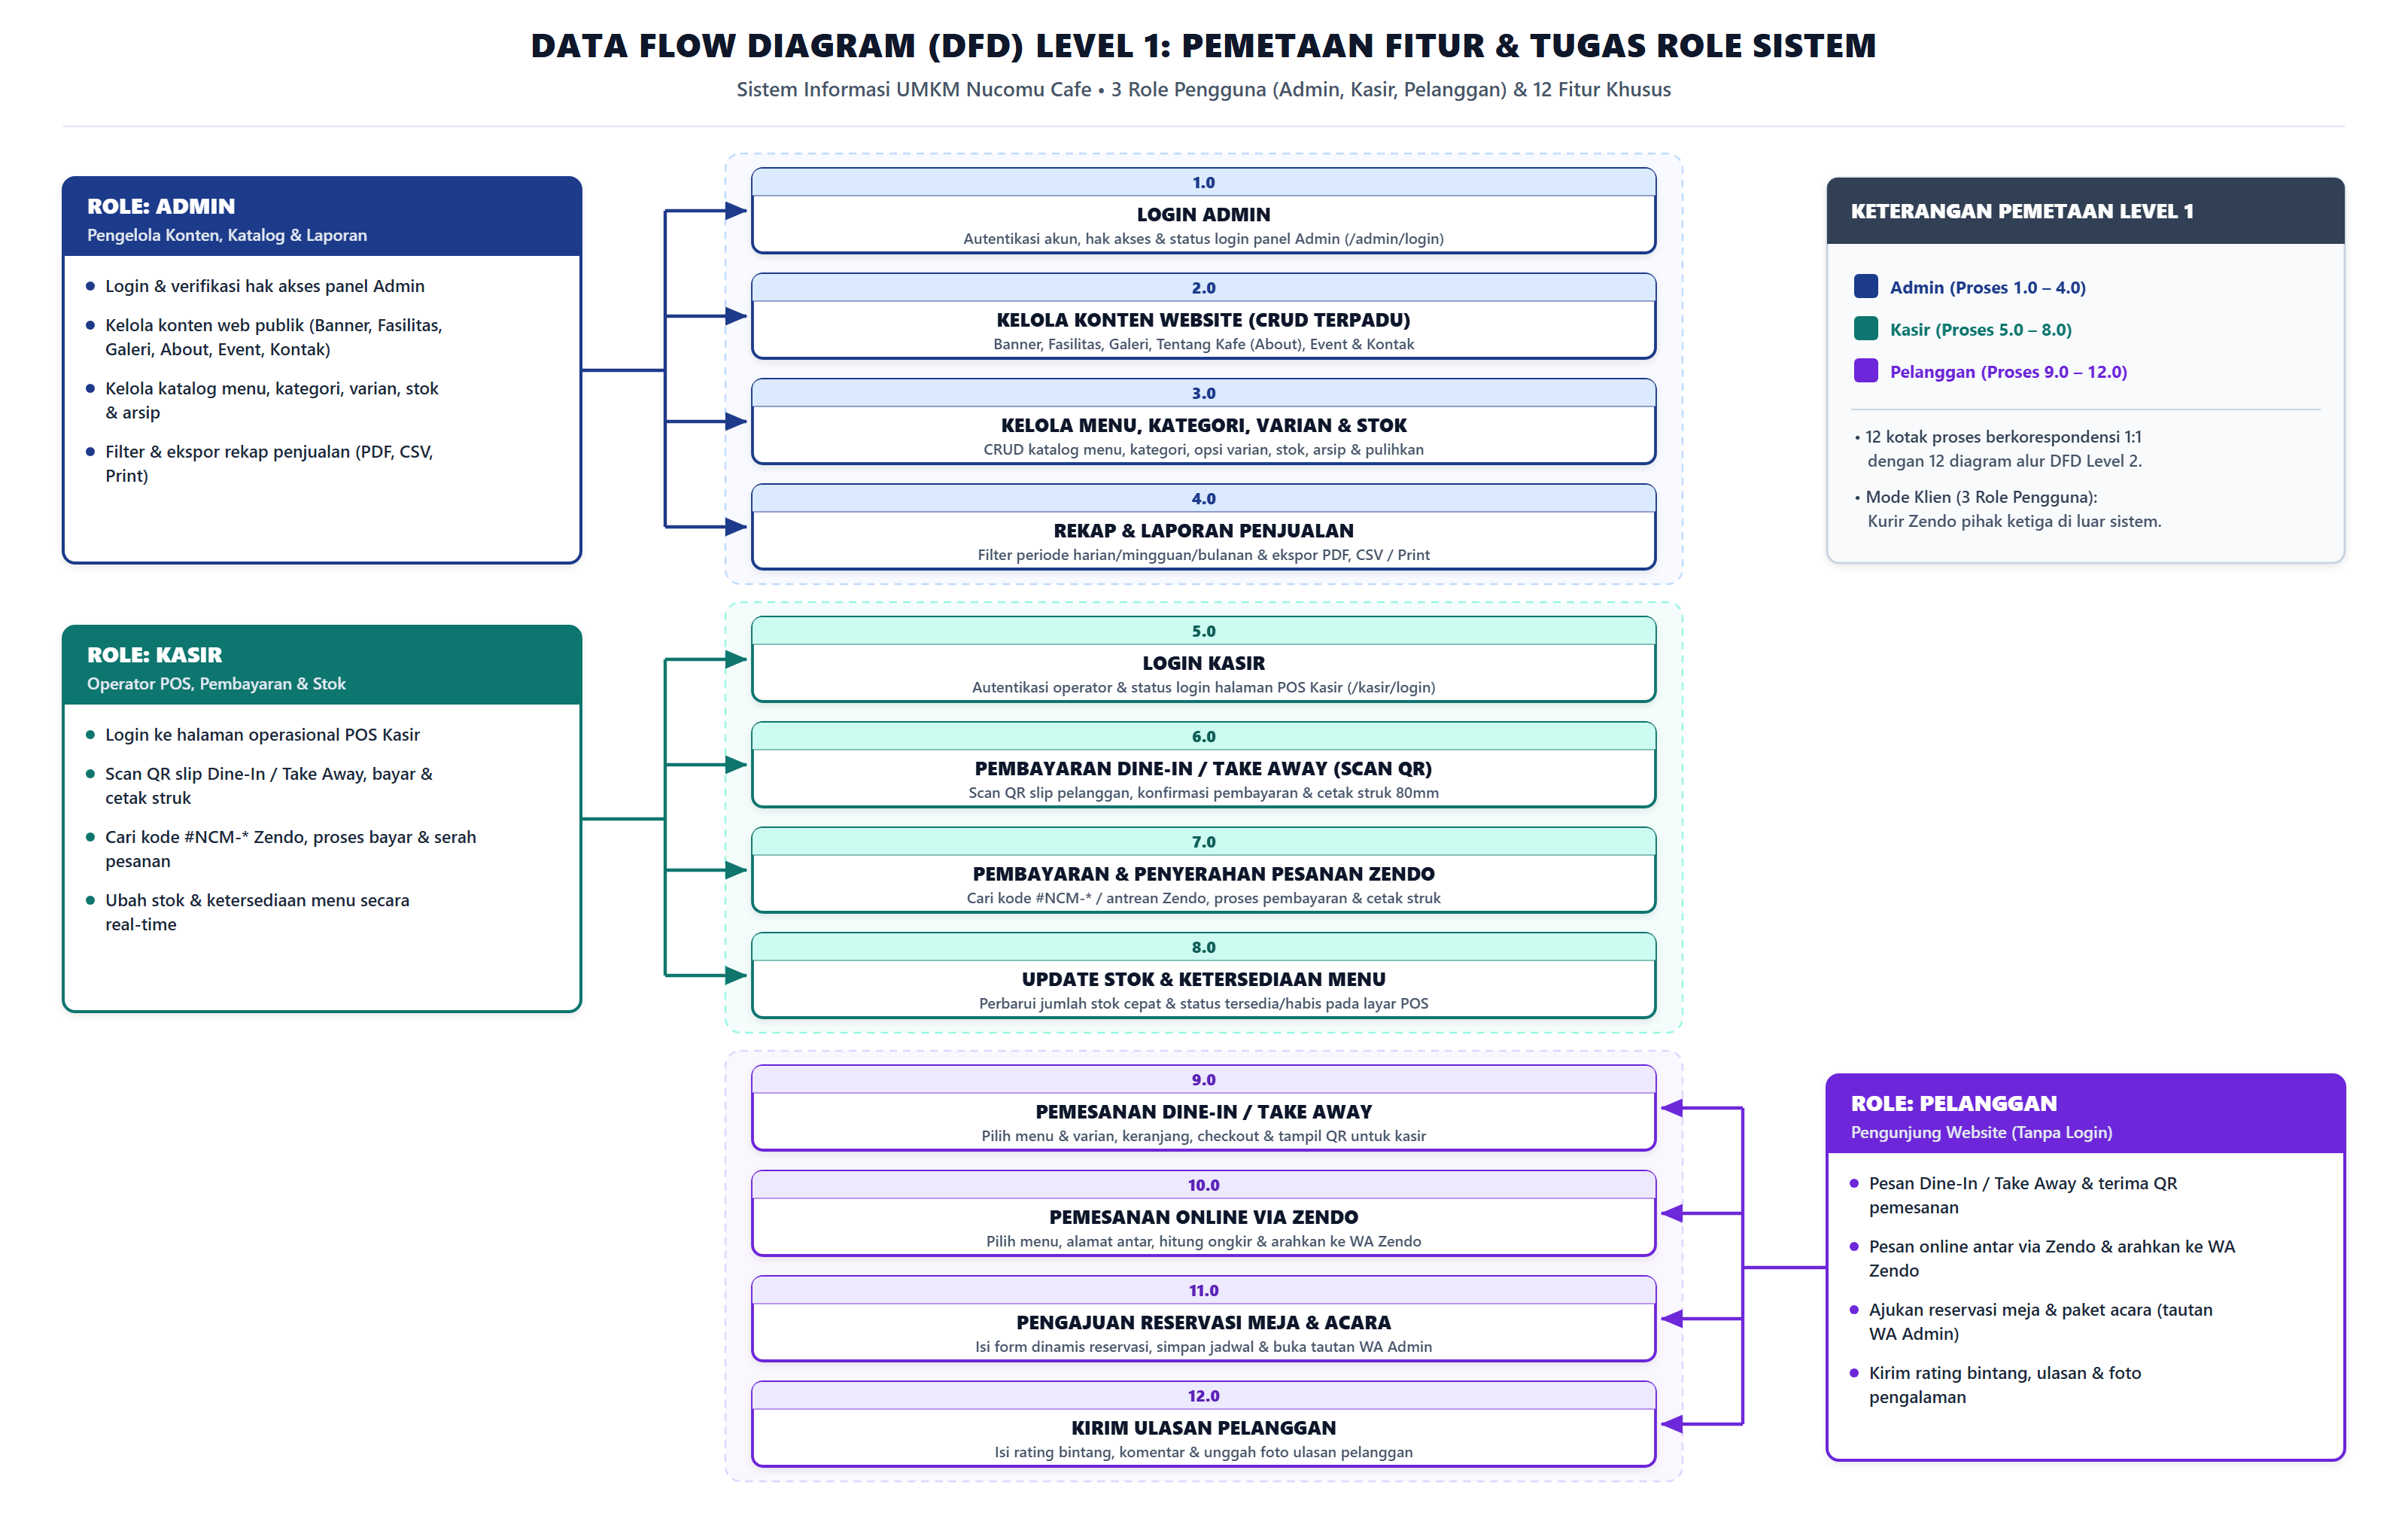 DATA FLOW DIAGRAM (DFD) LEVEL 1: PEMETAAN FITUR & TUGAS ROLE SISTEM
Sistem Informasi UMKM Nucomu Cafe • 3 Role Pengguna (Admin, Kasir, Pelanggan) & 12 Fitur Khusus
ROLE: ADMIN
Pengelola Konten, Katalog & Laporan
• Login & verifikasi hak akses panel Admin
• Kelola konten web publik (Banner, Fasilitas,
Galeri, About, Event, Kontak)
• Kelola katalog menu, kategori, varian, stok
& arsip
• Filter & ekspor rekap penjualan (PDF, CSV,
Print)
1.0
LOGIN ADMIN
Autentikasi akun, hak akses & status login panel Admin (/admin/login)
2.0
KELOLA KONTEN WEBSITE (CRUD TERPADU)
Banner, Fasilitas, Galeri, Tentang Kafe (About), Event & Kontak
3.0
KELOLA MENU, KATEGORI, VARIAN & STOK
CRUD katalog menu, kategori, opsi varian, stok, arsip & pulihkan
4.0
REKAP & LAPORAN PENJUALAN
Filter periode harian/mingguan/bulanan & ekspor PDF, CSV / Print
KETERANGAN PEMETAAN LEVEL 1
Admin (Proses 1.0 – 4.0)
Kasir (Proses 5.0 – 8.0)
Pelanggan (Proses 9.0 – 12.0)
• 12 kotak proses berkorespondensi 1:1
dengan 12 diagram alur DFD Level 2.
• Mode Klien (3 Role Pengguna):
Kurir Zendo pihak ketiga di luar sistem.
ROLE: KASIR
Operator POS, Pembayaran & Stok
• Login ke halaman operasional POS Kasir
• Scan QR slip Dine-In / Take Away, bayar &
cetak struk
• Cari kode #NCM-* Zendo, proses bayar & serah
pesanan
• Ubah stok & ketersediaan menu secara
real-time
5.0
LOGIN KASIR
Autentikasi operator & status login halaman POS Kasir (/kasir/login)
6.0
PEMBAYARAN DINE-IN / TAKE AWAY (SCAN QR)
Scan QR slip pelanggan, konfirmasi pembayaran & cetak struk 80mm
7.0
PEMBAYARAN & PENYERAHAN PESANAN ZENDO
Cari kode #NCM-* / antrean Zendo, proses pembayaran & cetak struk
8.0
UPDATE STOK & KETERSEDIAAN MENU
Perbarui jumlah stok cepat & status tersedia/habis pada layar POS
9.0
PEMESANAN DINE-IN / TAKE AWAY
Pilih menu & varian, keranjang, checkout & tampil QR untuk kasir
10.0
PEMESANAN ONLINE VIA ZENDO
Pilih menu, alamat antar, hitung ongkir & arahkan ke WA Zendo
11.0
PENGAJUAN RESERVASI MEJA & ACARA
Isi form dinamis reservasi, simpan jadwal & buka tautan WA Admin
12.0
KIRIM ULASAN PELANGGAN
Isi rating bintang, komentar & unggah foto ulasan pelanggan
ROLE: PELANGGAN
Pengunjung Website (Tanpa Login)
• Pesan Dine-In / Take Away & terima QR
pemesanan
• Pesan online antar via Zendo & arahkan ke WA
Zendo
• Ajukan reservasi meja & paket acara (tautan
WA Admin)
• Kirim rating bintang, ulasan & foto
pengalaman